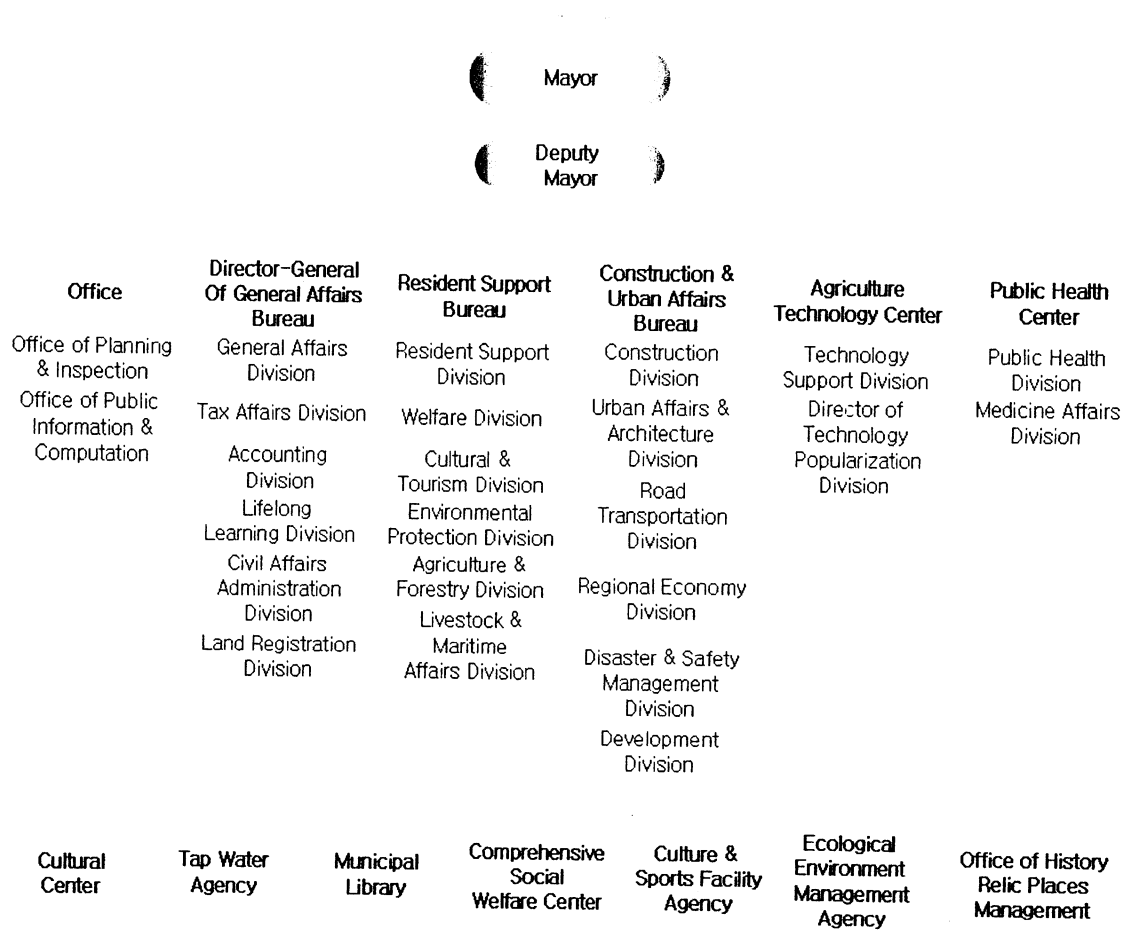 Mayor
Deputy
Mayor
Office
Office of Planning
& Inspection
Office of Public
Information &
Computation
Director-General
Of General Affairs
Bureau
General Affairs
Division
Tax Affairs Division
Accounting
Division
Lifelong
Learning Division
Civil Affairs
Administration
Division
Land Registration
Division
Resident Support
Bureau
Resident Support
Division
Welfare Division
Cultural &
Tourism Division
Environmental
Protection Division
Agriculture &
Forestry Division
Livestock &
Maritime
Affairs Division
Construction &
Urban Affairs
Bureau
Construction
Division
Urban Affairs &
Architecture
Division
Road
Transportation
Division
Regional Economy
Division
Disaster & Safety
Management
Division
Development
Division
Agriculture
Technology Center
Technology
Support Division
Director of
Technology
Popularization
Division
Public Health
Center
Public Health
Division
Medicine Affairs
Division
Cultural
Center
Tap Water
Agency
Municipal
Library
Comprehensive
Social
Welfare Center
Culture &
Sports Facility
Agency
Ecological
Environment
Management
Agency
Office of History
Relic Places
Management